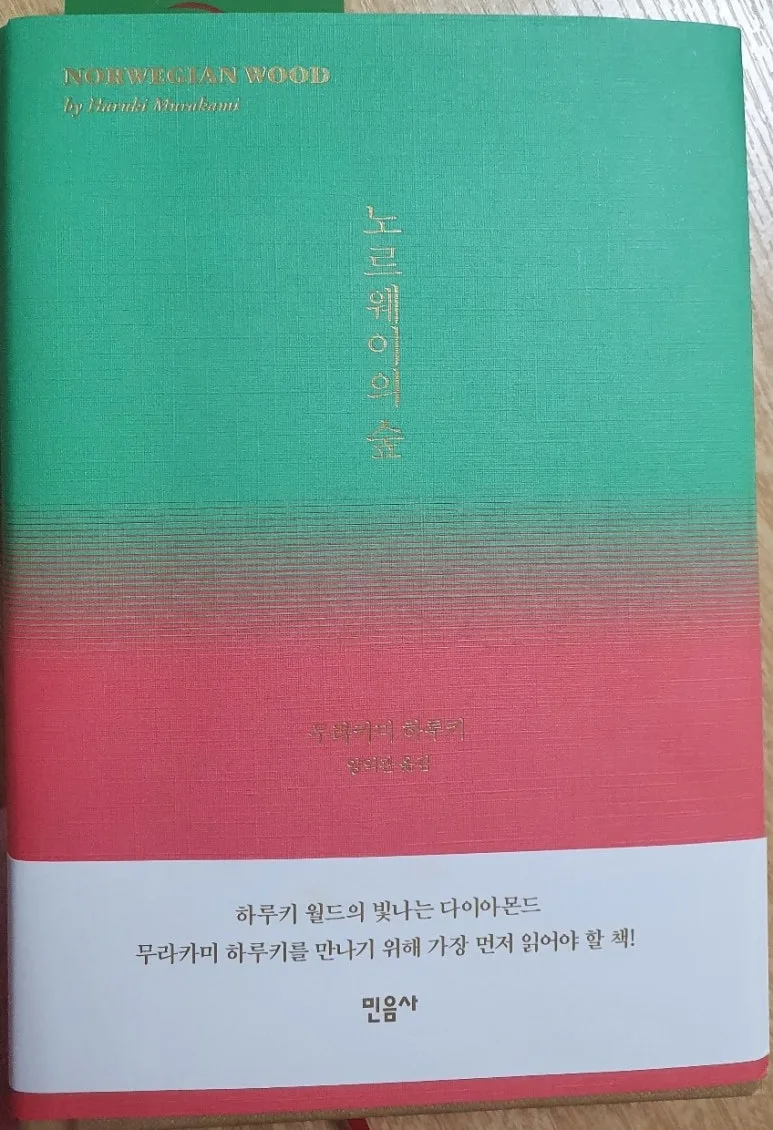 NORWEGIAN WOOD
by Haruki Murakami
노르웨이의 숲
무라카미 하루키
양억관 옮김
하루키 월드의 빛나는 다이아몬드
무라카미 하루키를 만나기 위해 가장 먼저 읽어야 할 책!
민음사